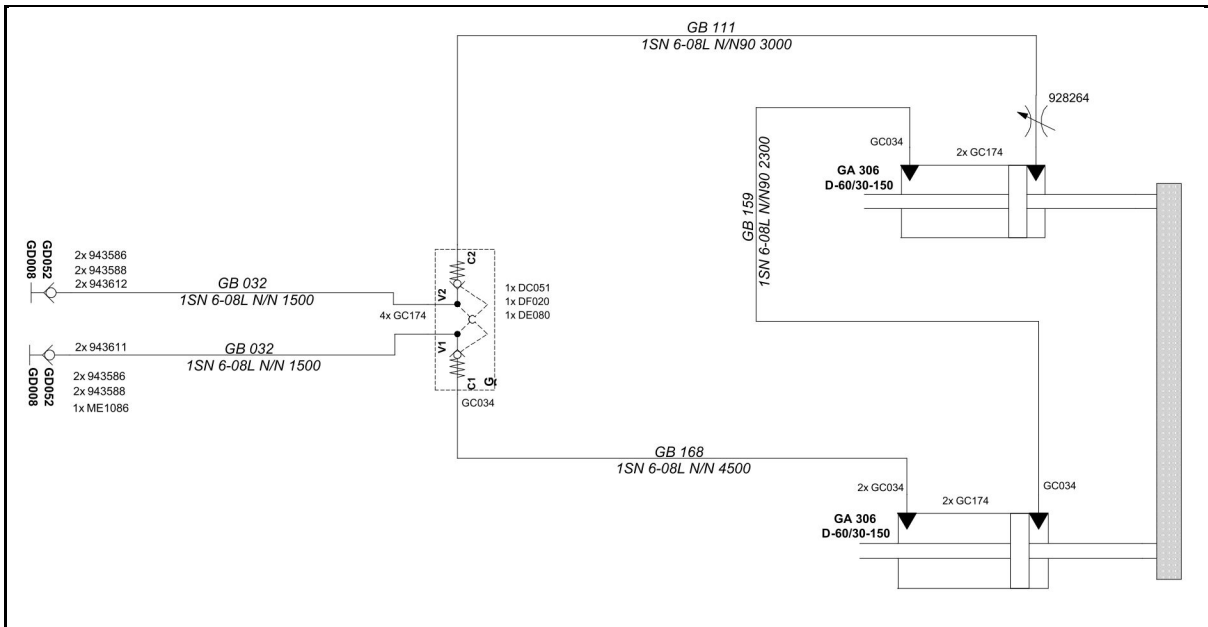 GB 111
1SN 6-08L N/N90 3000
928264
GC034
2x GC174
GA 306
D-60/30-150
GB 159
1SN 6-08L N/N90 2300
GD008
GD052
2x 943586
2x 943588
2x 943612
GB 032
1SN 6-08L N/N 1500
4x GC174
C2
V2
1x DC051
1x DF020
1x DE080
2x 943611
GB 032
1SN 6-08L N/N 1500
V1
C1
GC034
GD008
GD052
2x 943586
2x 943588
1x ME1086
GB 168
1SN 6-08L N/N 4500
2x GC034
2x GC174
GC034
GA 306
D-60/30-150